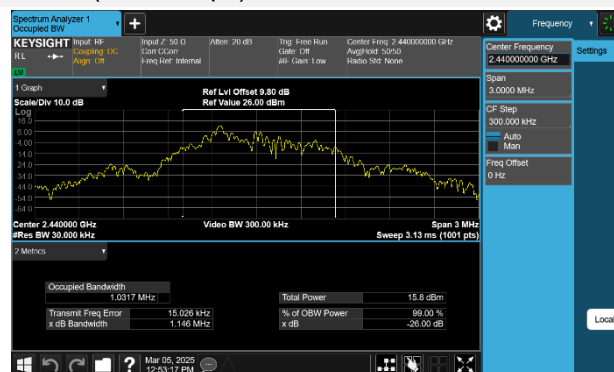 Spectrum Analyzer 1
Occupied BW
Frequency
KEYSIGHT Input: RF
RL Coupling: DC
Align: Off
Input Z: 50 Ω
Corr CCorr
Freq Ref: Internal
Atten: 20 dB
Trig: Free Run
Gate: Off
#IF Gain: Low
Center Freq: 2.440000000 GHz
Avg|Hold: 50/50
Radio Std: None
LV
Center Frequency
2.440000000 GHz
Settings
Span
3.0000 MHz
CF Step
300.000 kHz
Auto
Man
Freq Offset
0 Hz
Local
1 Graph
Scale/Div 10.0 dB
Ref Lvl Offset 9.80 dB
Ref Value 26.00 dBm
Log
16.0
6.00
-4.00
-14.0
-24.0
-34.0
-44.0
-54.0
-64.0
Center 2.440000 GHz
#Res BW 30.000 kHz
Video BW 300.00 kHz
Span 3 MHz
Sweep 3.13 ms (1001 pts)
2 Metrics
Occupied Bandwidth
1.0317 MHz
Total Power 15.8 dBm
Transmit Freq Error 15.026 kHz
% of OBW Power 99.00 %
x dB Bandwidth 1.146 MHz
x dB -26.00 dB
Mar 05, 2025
12:53:17 PM